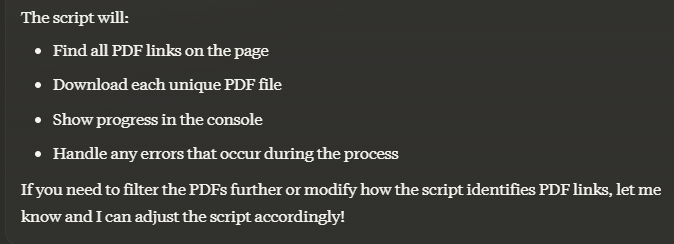 The script will:
• Find all PDF links on the page
• Download each unique PDF file
• Show progress in the console
• Handle any errors that occur during the process
If you need to filter the PDFs further or modify how the script identifies PDF links, let me
know and I can adjust the script accordingly!